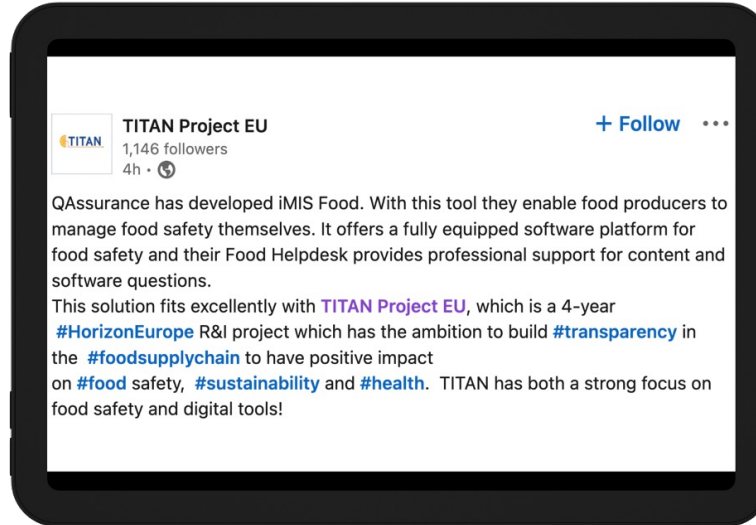 TITAN
TITAN Project EU
1,146 followers
4h •
+ Follow •••
QAssurance has developed iMIS Food. With this tool they enable food producers to
manage food safety themselves. It offers a fully equipped software platform for
food safety and their Food Helpdesk provides professional support for content and
software questions.
This solution fits excellently with TITAN Project EU, which is a 4-year
#HorizonEurope R&I project which has the ambition to build #transparency in
the #foodsupplychain to have positive impact
on #food safety, #sustainability and #health. TITAN has both a strong focus on
food safety and digital tools!